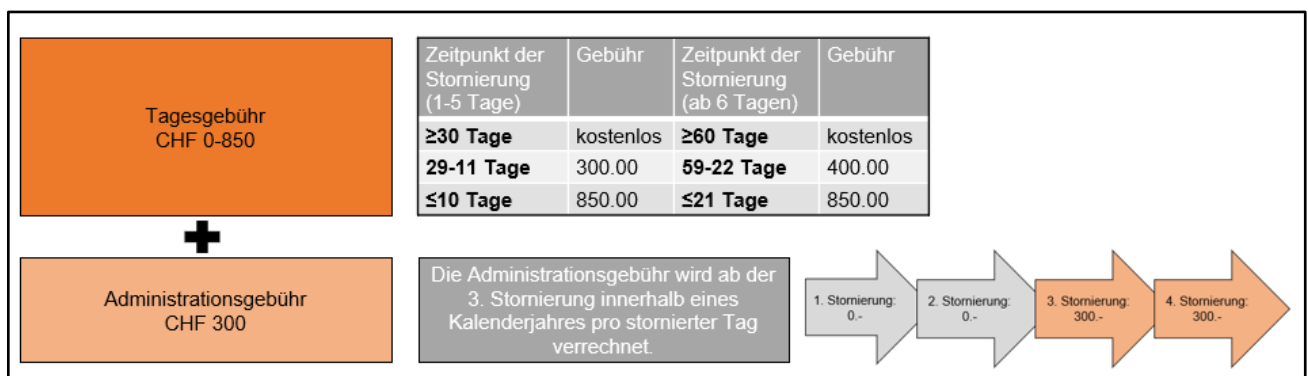 Tagesgebühr
CHF 0-850
Zeitpunkt der
Stornierung
(1-5 Tage)
Gebühr
Zeitpunkt der
Stornierung
(ab 6 Tagen)
Gebühr
≥30 Tage kostenlos ≥60 Tage kostenlos
29-11 Tage 300.00 59-22 Tage 400.00
≤10 Tage 850.00 ≤21 Tage 850.00
Administrationsgebühr
CHF 300
Die Administrationsgebühr wird ab der
3. Stornierung innerhalb eines
Kalenderjahres pro stornierter Tag
verrechnet.
1. Stornierung:
0.-
2. Stornierung:
0.-
3. Stornierung:
300.-
4. Stornierung:
300.-